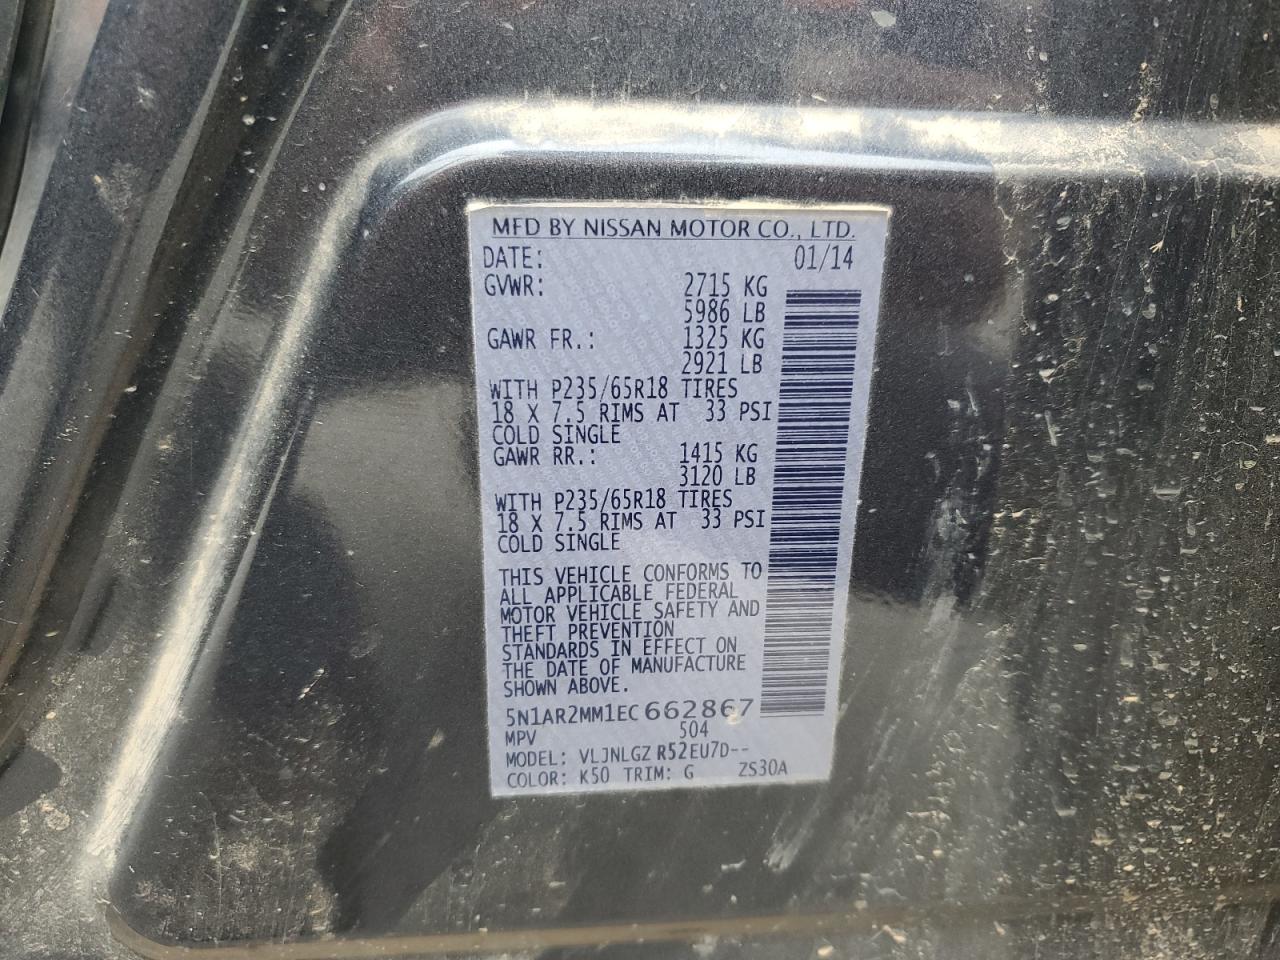 MFD BY NISSAN MOTOR CO., LTD.
DATE: 01/14
GVWR: 2715 KG
5986 LB
GAWR FR.: 1325 KG
2921 LB
WITH P235/65R18 TIRES
18 X 7.5 RIMS AT 33 PSI
COLD SINGLE
GAWR RR.: 1415 KG
3120 LB
WITH P235/65R18 TIRES
18 X 7.5 RIMS AT 33 PSI
COLD SINGLE
THIS VEHICLE CONFORMS TO
ALL APPLICABLE FEDERAL
MOTOR VEHICLE SAFETY AND
THEFT PREVENTION
STANDARDS IN EFFECT ON
THE DATE OF MANUFACTURE
SHOWN ABOVE.
5N1AR2MM1EC662867
MPV 504
MODEL: VLJNLGZ R52EU7D--
COLOR: K50 TRIM: G ZS30A